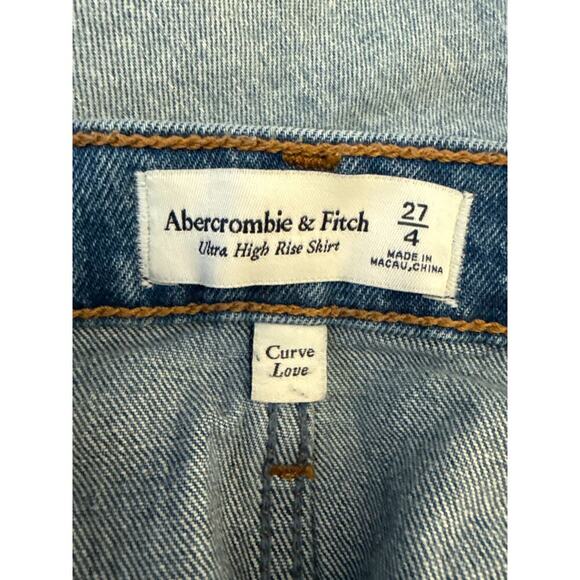 Abercrombie & Fitch
Ultra High Rise Skirt
27
4
MADE IN
MACAU, CHINA
Curve
Love